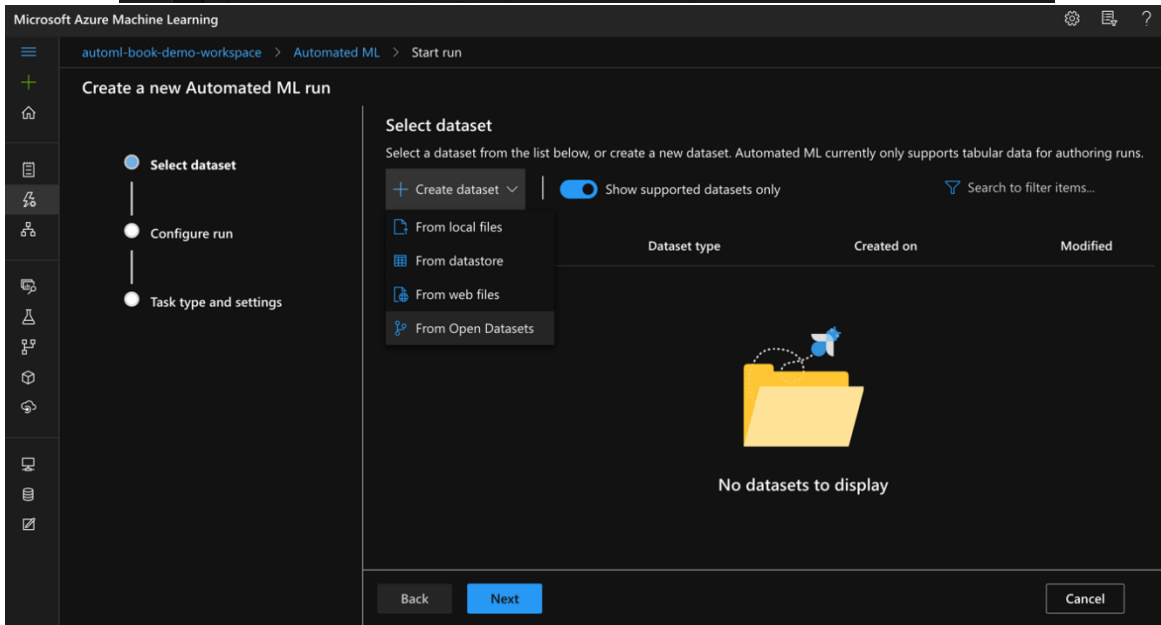 Microsoft Azure Machine Learning
?
automl-book-demo-workspace > Automated ML > Start run
Create a new Automated ML run
Select dataset
Configure run
Task type and settings
Select dataset
Select a dataset from the list below, or create a new dataset. Automated ML currently only supports tabular data for authoring runs.
+ Create dataset
Show supported datasets only
Search to filter items...
From local files
From datastore
From web files
From Open Datasets
Dataset type Created on Modified
No datasets to display
Back Next Cancel